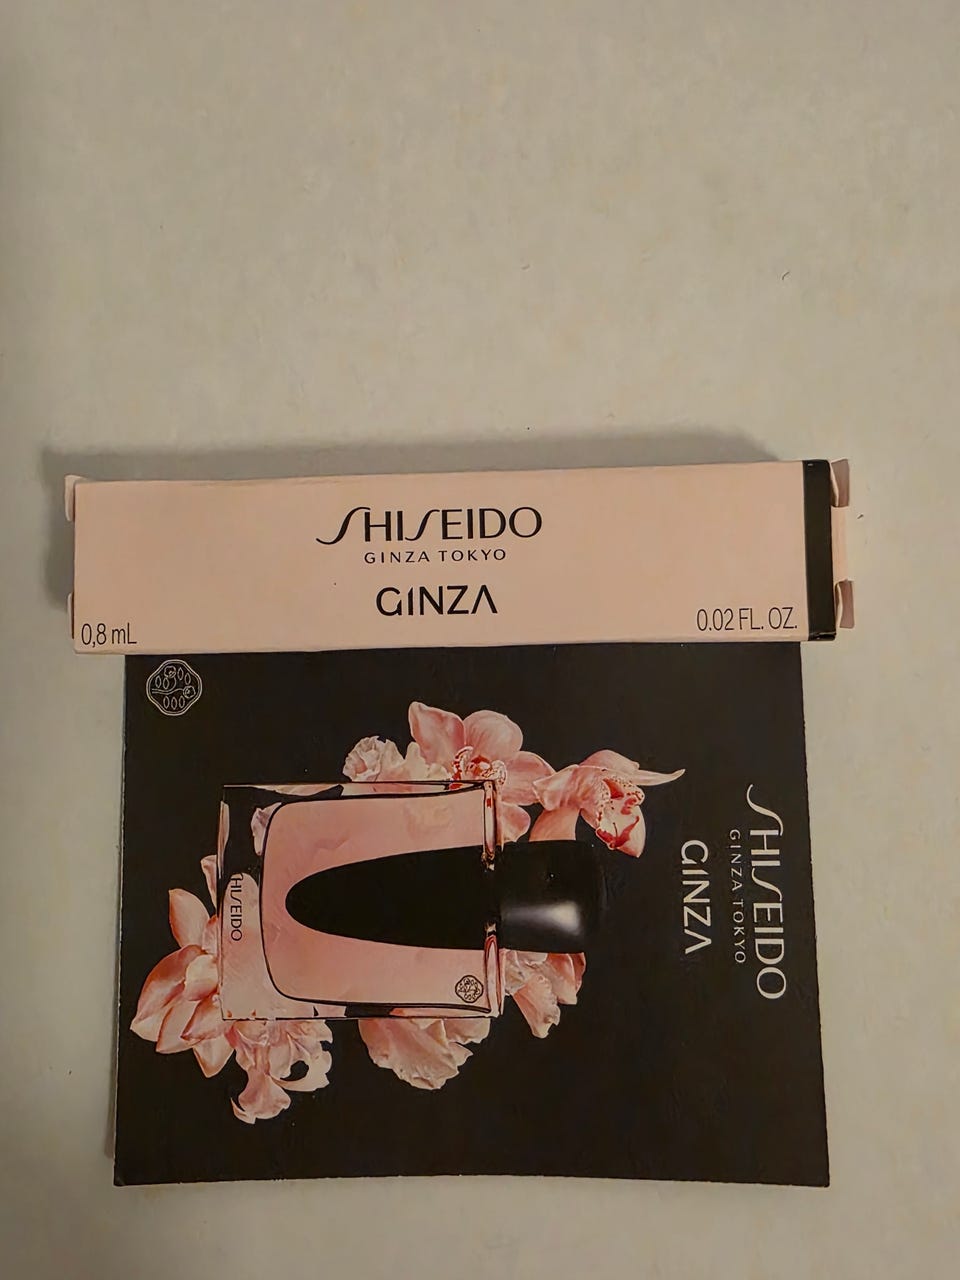 SHISEIDO
GINZA TOKYO
GINZA
0,8 mL
0.02 FL. OZ.
SHISEIDO
GINZA TOKYO
GINZA
SHISEIDO